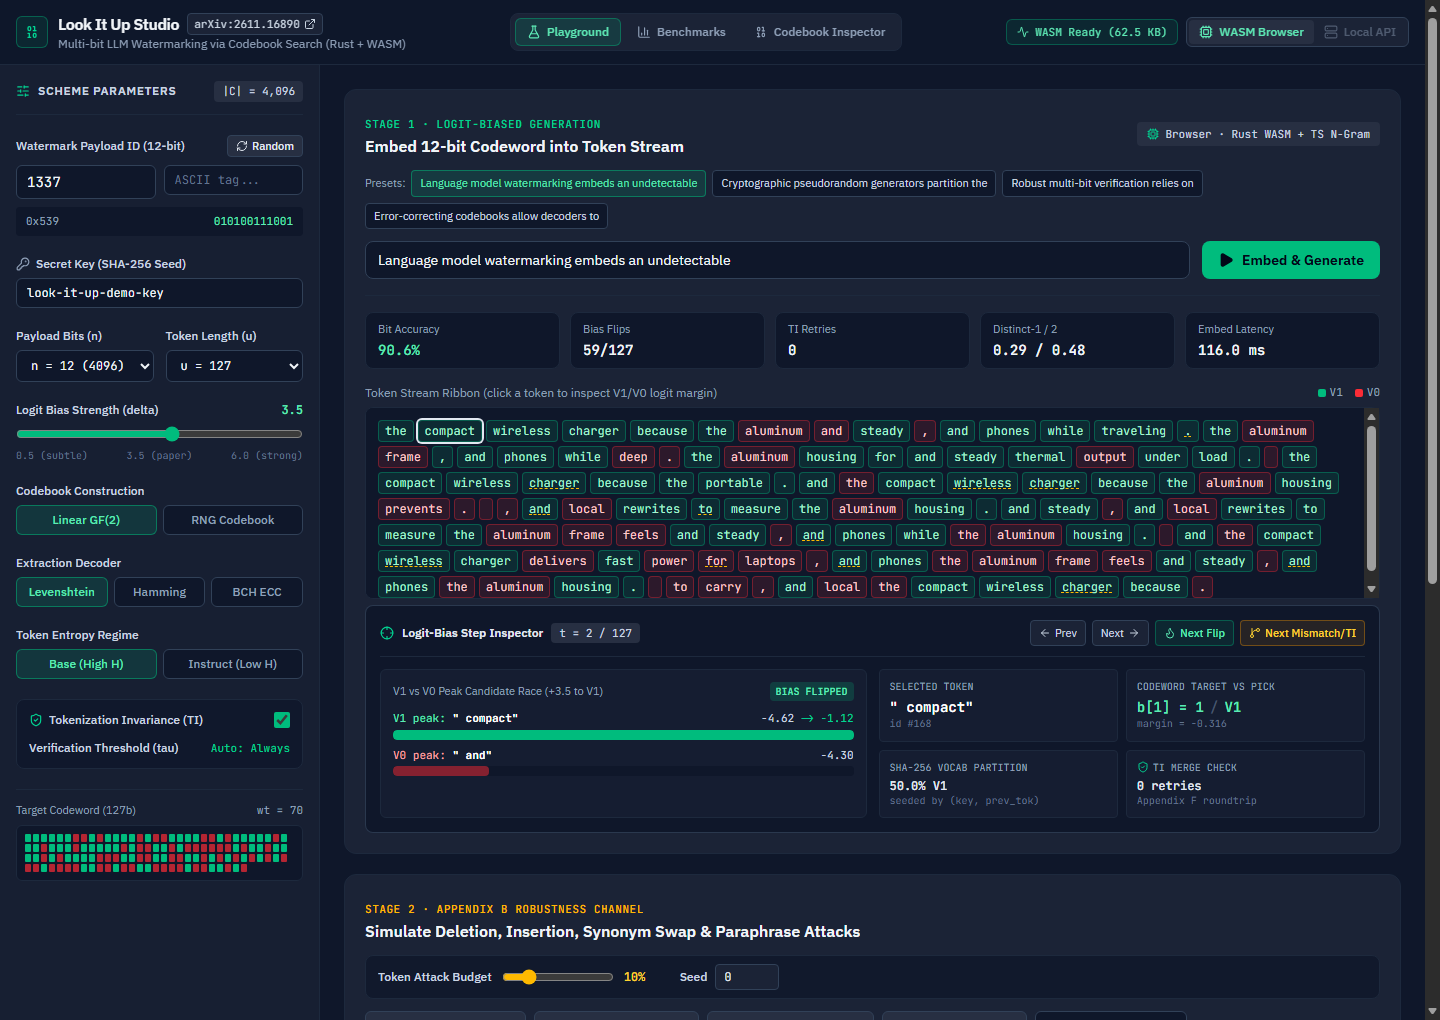 01
10
Look It Up Studio
arXiv:2611.16890
Multi-bit LLM Watermarking via Codebook Search (Rust + WASM)
Playground
Benchmarks
Codebook Inspector
WASM Ready (62.5 KB)
WASM Browser
Local API
SCHEME PARAMETERS
|C| = 4,096
Watermark Payload ID (12-bit)
Random
1337
ASCII tag...
0x539
010100111001
Secret Key (SHA-256 Seed)
look-it-up-demo-key
Payload Bits (n)
Token Length (u)
n = 12 (4096)
u = 127
Logit Bias Strength (delta)
3.5
0.5 (subtle)
3.5 (paper)
6.0 (strong)
Codebook Construction
Linear GF(2)
RNG Codebook
Extraction Decoder
Levenshtein
Hamming
BCH ECC
Token Entropy Regime
Base (High H)
Instruct (Low H)
Tokenization Invariance (TI)
Verification Threshold (tau)
Auto: Always
Target Codeword (127b)
wt = 70
STAGE 1 · LOGIT-BIASED GENERATION
Embed 12-bit Codeword into Token Stream
Browser · Rust WASM + TS N-Gram
Presets:
Language model watermarking embeds an undetectable
Cryptographic pseudorandom generators partition the
Robust multi-bit verification relies on
Error-correcting codebooks allow decoders to
Language model watermarking embeds an undetectable
Embed & Generate
Bit Accuracy
90.6%
Bias Flips
59/127
TI Retries
0
Distinct-1 / 2
0.29 / 0.48
Embed Latency
116.0 ms
Token Stream Ribbon (click a token to inspect V1/V0 logit margin)
V1
V0
the compact wireless charger because the aluminum and steady , and phones while traveling . the aluminum
frame , and phones while deep . the aluminum housing for and steady thermal output under load . the
compact wireless charger because the portable . and the compact wireless charger because the aluminum housing
prevents . , and local rewrites to measure the aluminum housing . and steady , and local rewrites to
measure the aluminum frame feels and steady , and phones while the aluminum housing . and the compact
wireless charger delivers fast power for laptops , and phones the aluminum frame feels and steady , and
phones the aluminum housing . to carry , and local the compact wireless charger because .
Logit-Bias Step Inspector
t = 2 / 127
← Prev
Next →
Next Flip
Next Mismatch/TI
V1 vs V0 Peak Candidate Race (+3.5 to V1)
BIAS FLIPPED
V1 peak: " compact"
-4.62 → -1.12
V0 peak: " and"
-4.30
SELECTED TOKEN
" compact"
id #168
CODEWORD TARGET VS PICK
b[1] = 1 / V1
margin = -0.316
SHA-256 VOCAB PARTITION
50.0% V1
seeded by (key, prev_tok)
TI MERGE CHECK
0 retries
Appendix F roundtrip
STAGE 2 · APPENDIX B ROBUSTNESS CHANNEL
Simulate Deletion, Insertion, Synonym Swap & Paraphrase Attacks
Token Attack Budget
10%
Seed
0